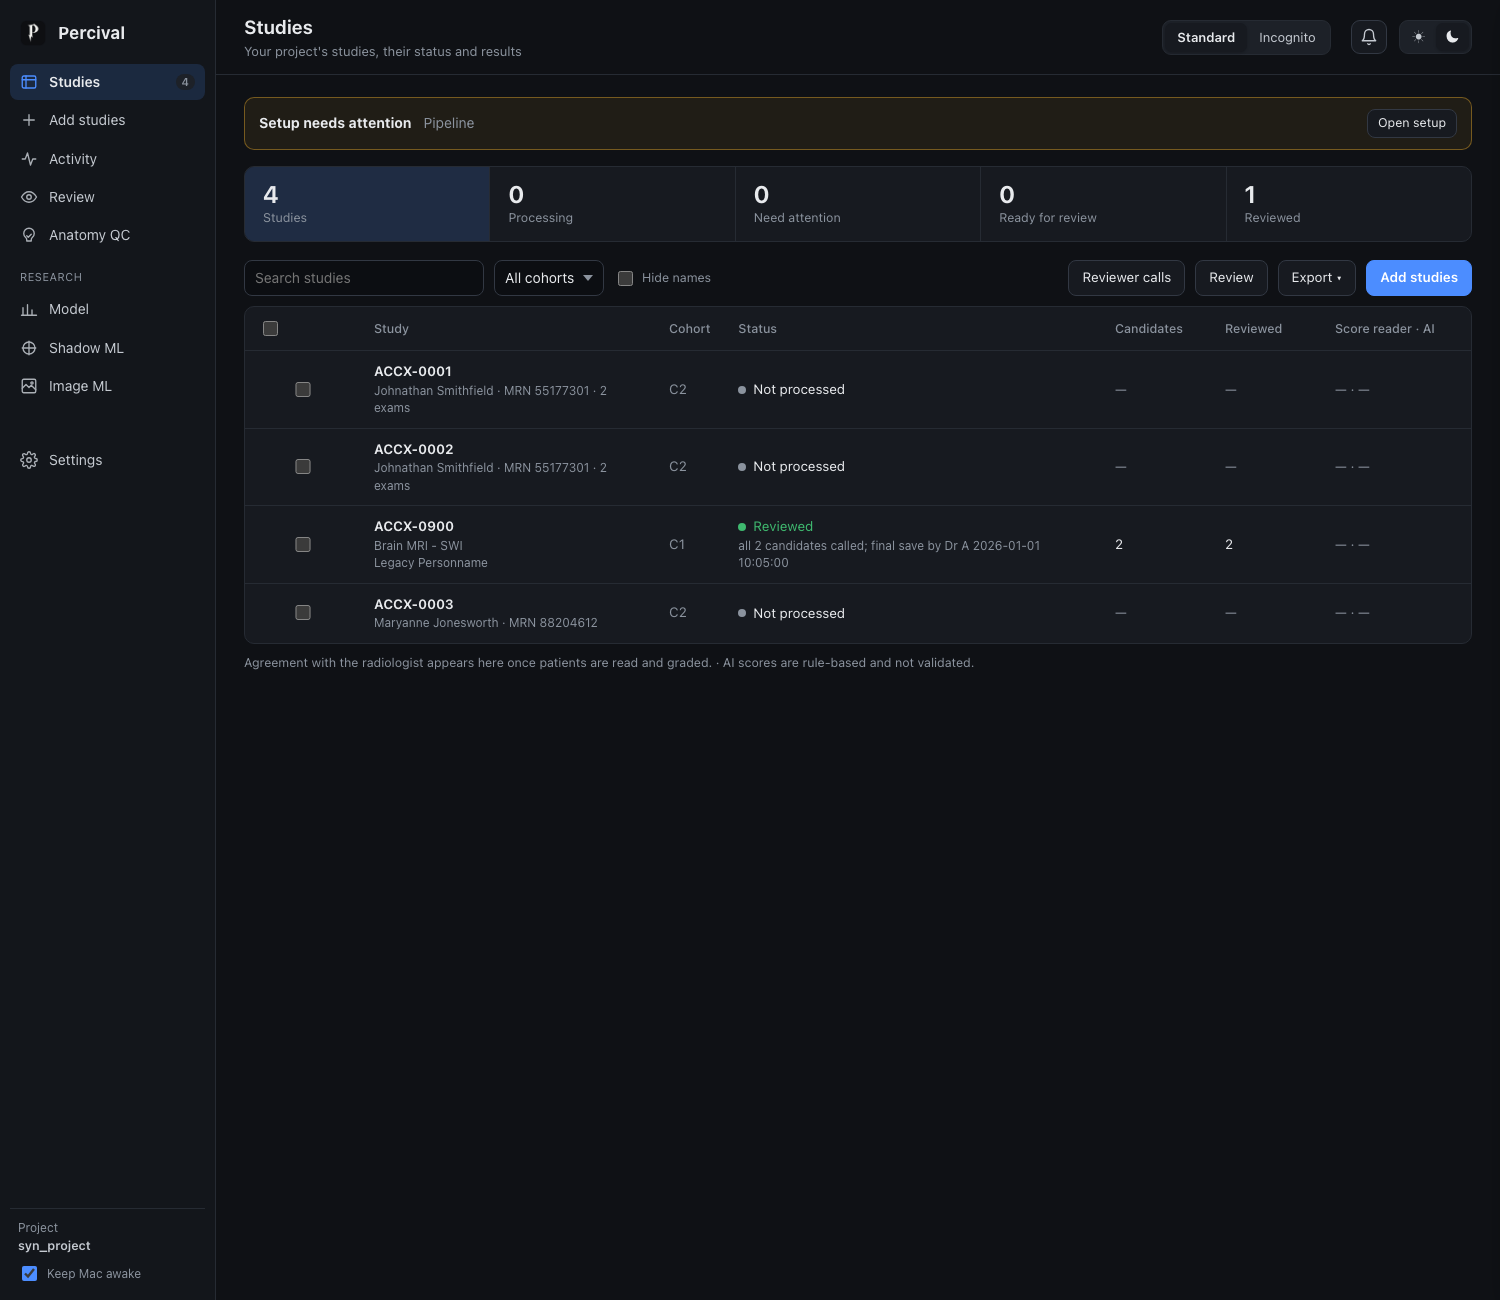 Percival
Studies 4
Add studies
Activity
Review
Anatomy QC
RESEARCH
Model
Shadow ML
Image ML
Settings
Project
syn_project
Keep Mac awake
Studies
Your project's studies, their status and results
Standard Incognito
Setup needs attention Pipeline Open setup
4
Studies
0
Processing
0
Need attention
0
Ready for review
1
Reviewed
Search studies All cohorts Hide names Reviewer calls Review Export Add studies
Study Cohort Status Candidates Reviewed Score reader · AI
ACCX-0001
Johnathan Smithfield · MRN 55177301 · 2
exams
C2 Not processed — — — · —
ACCX-0002
Johnathan Smithfield · MRN 55177301 · 2
exams
C2 Not processed — — — · —
ACCX-0900
Brain MRI - SWI
Legacy Personname
C1
Reviewed
all 2 candidates called; final save by Dr A 2026-01-01
10:05:00
2 2 — · —
ACCX-0003
Maryanne Jonesworth · MRN 88204612
C2 Not processed — — — · —
Agreement with the radiologist appears here once patients are read and graded. · AI scores are rule-based and not validated.